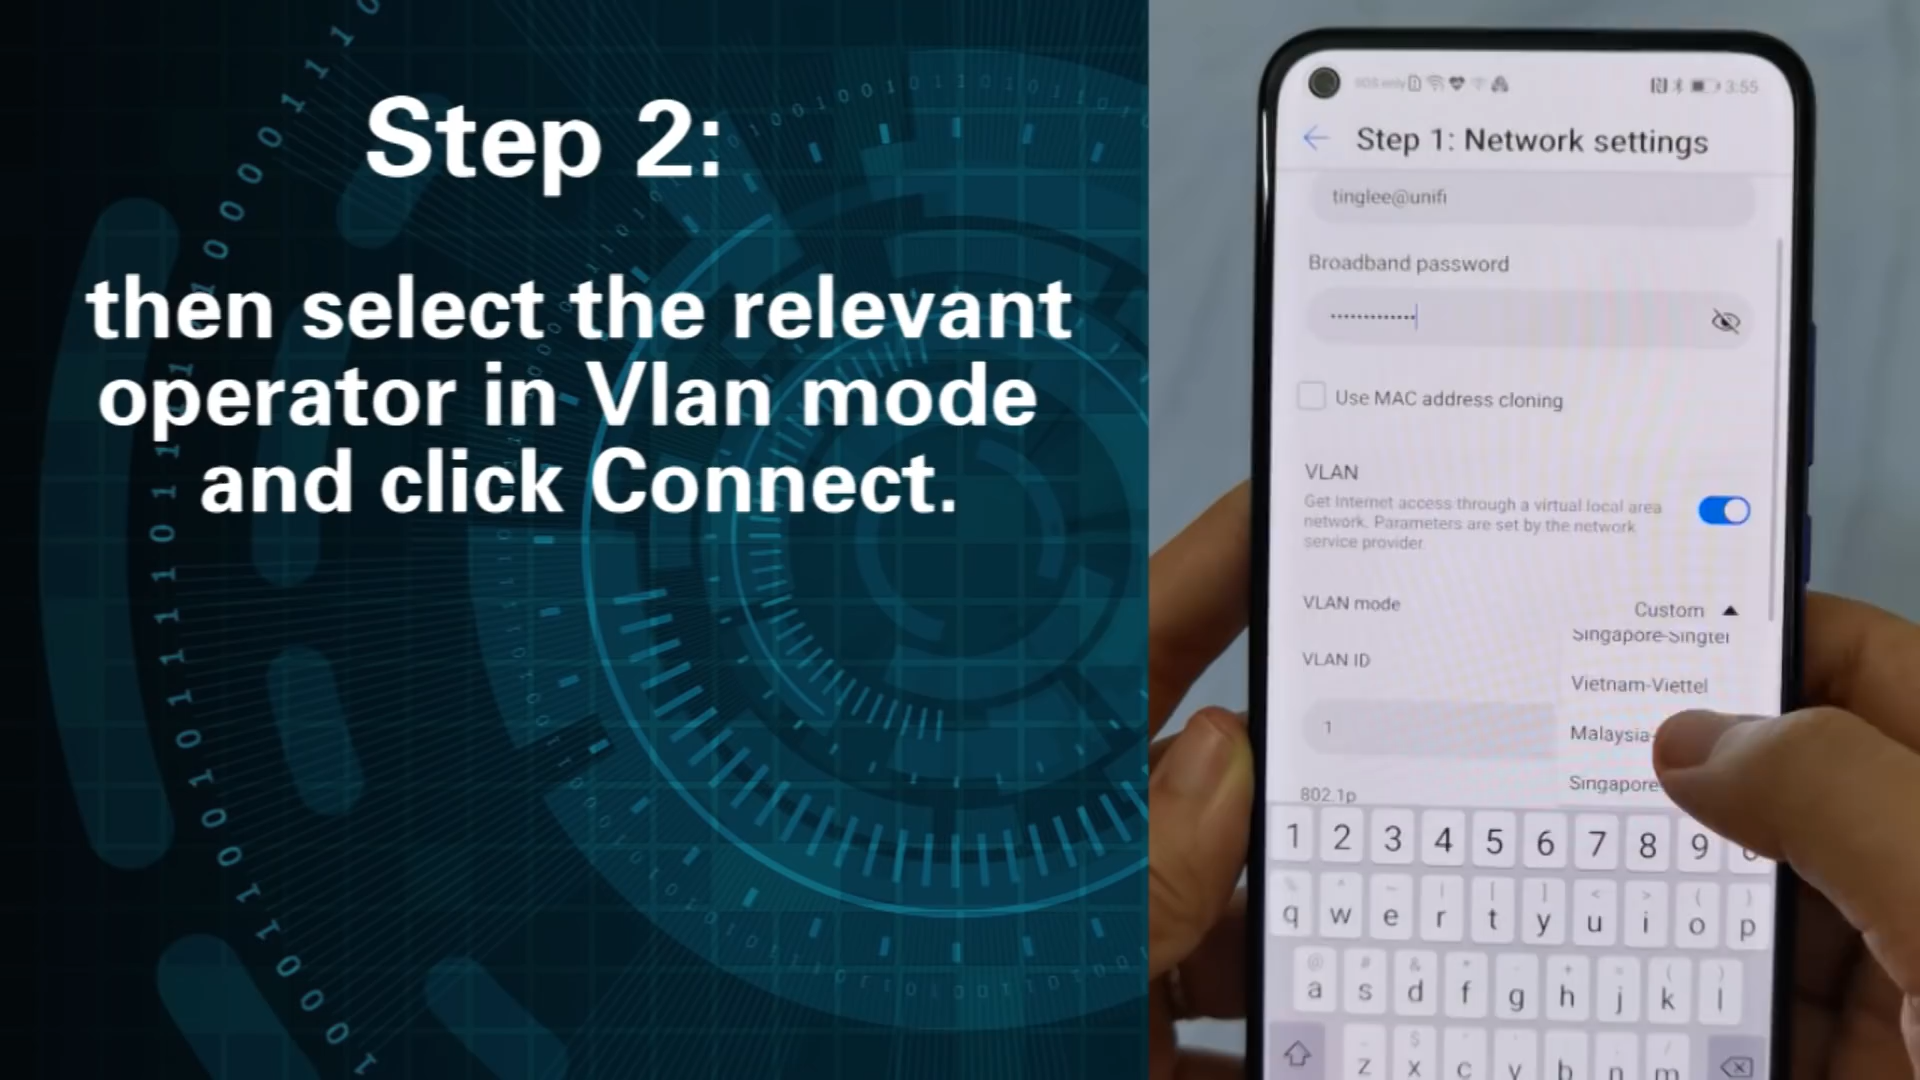 Step 2:
then select the relevant
operator in Vlan mode
and click Connect.
3:55
Step 1: Network settings
tinglee@unifi
Broadband password
Use MAC address cloning
VLAN
Get Internet access through a virtual local area
network. Parameters are set by the network
service provider.
VLAN mode
Custom
Singapore-Singtel
VLAN ID
Vietnam-Viettel
1
Malaysia-
Singapore
802.1p
1 2 3 4 5 6 7 8 9
q w e r t y u i o p
a s d f g h j k l
z x c v b n m